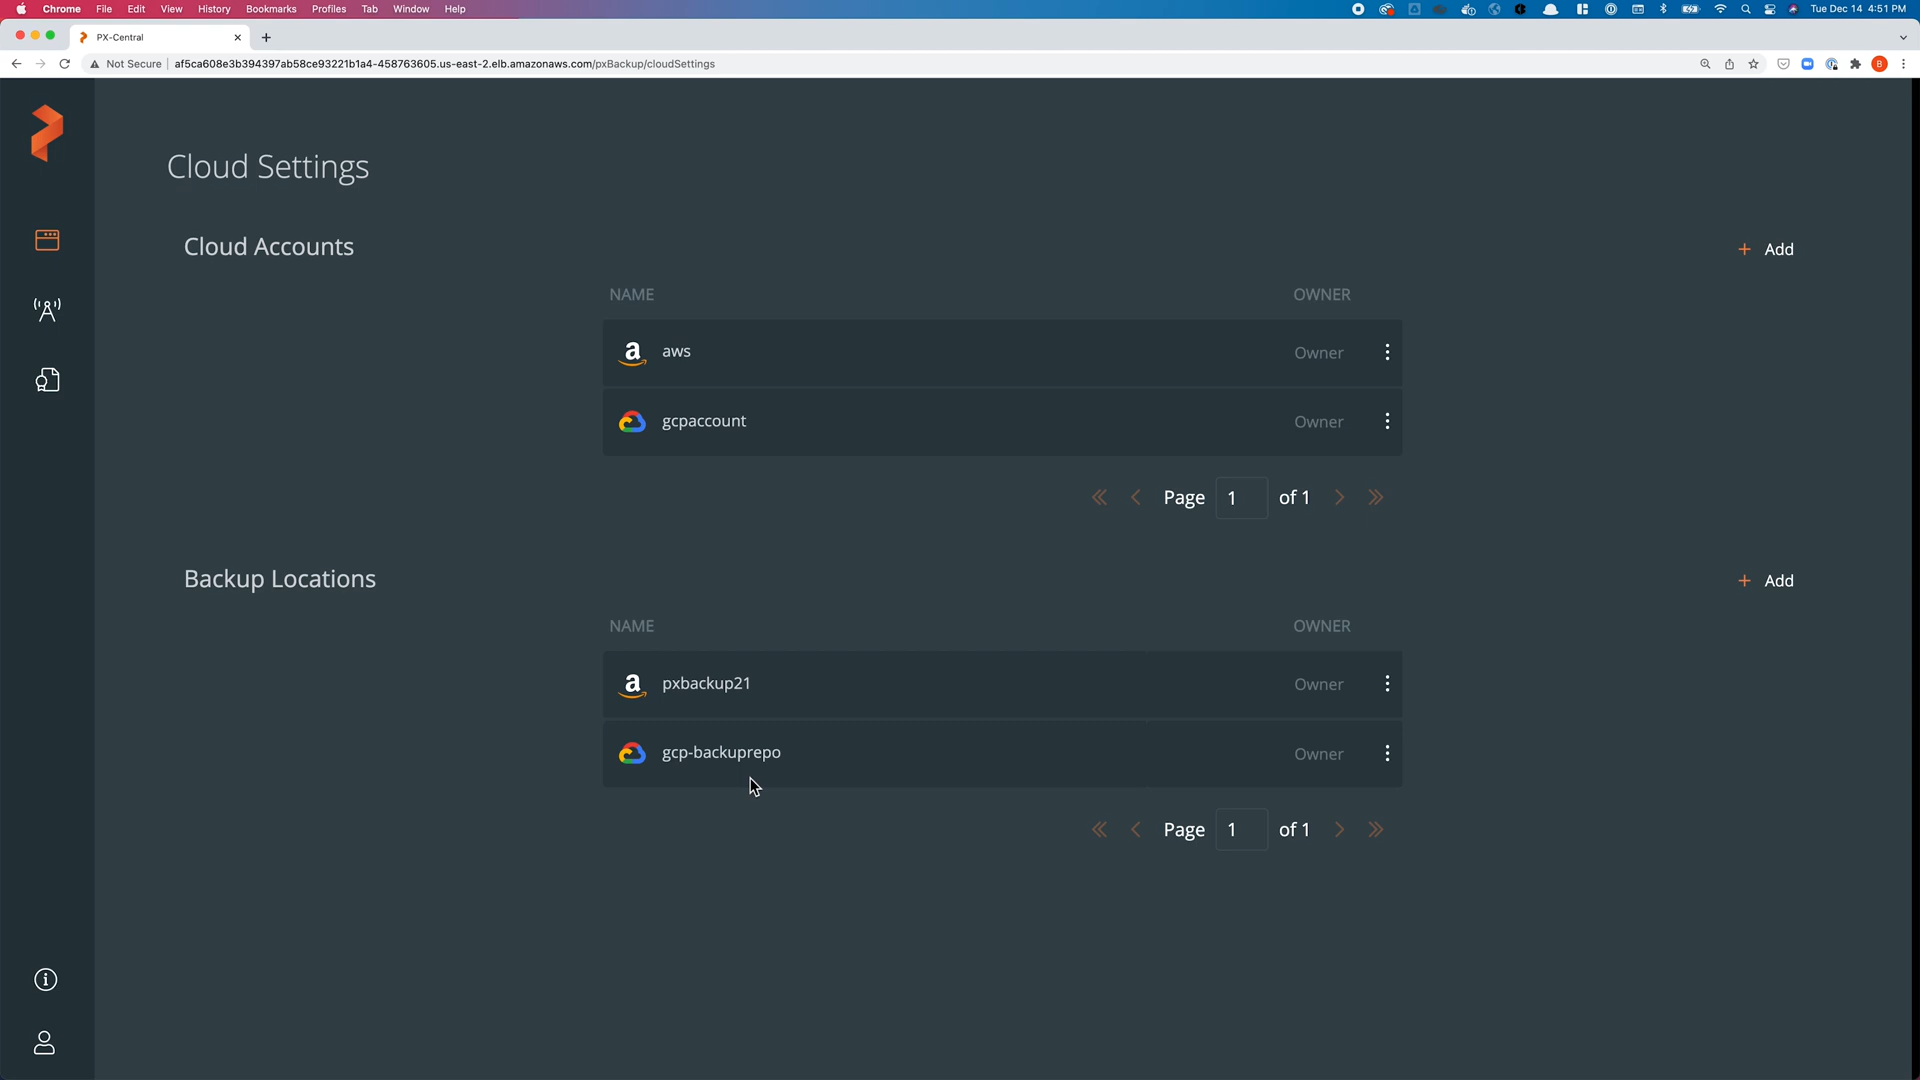 Chrome File Edit View History Bookmarks Profiles Tab Window Help Tue Dec 14 4:51 PM
PX-Central
Not Secure af5ca608e3b394397ab58ce93221b1a4-458763605.us-east-2.elb.amazonaws.com/pxBackup/cloudSettings
B
Cloud Settings
Cloud Accounts + Add
NAME OWNER
a aws Owner
gcpaccount Owner
Page 1 of 1
Backup Locations + Add
NAME OWNER
a pxbackup21 Owner
gcp-backuprepo Owner
Page 1 of 1